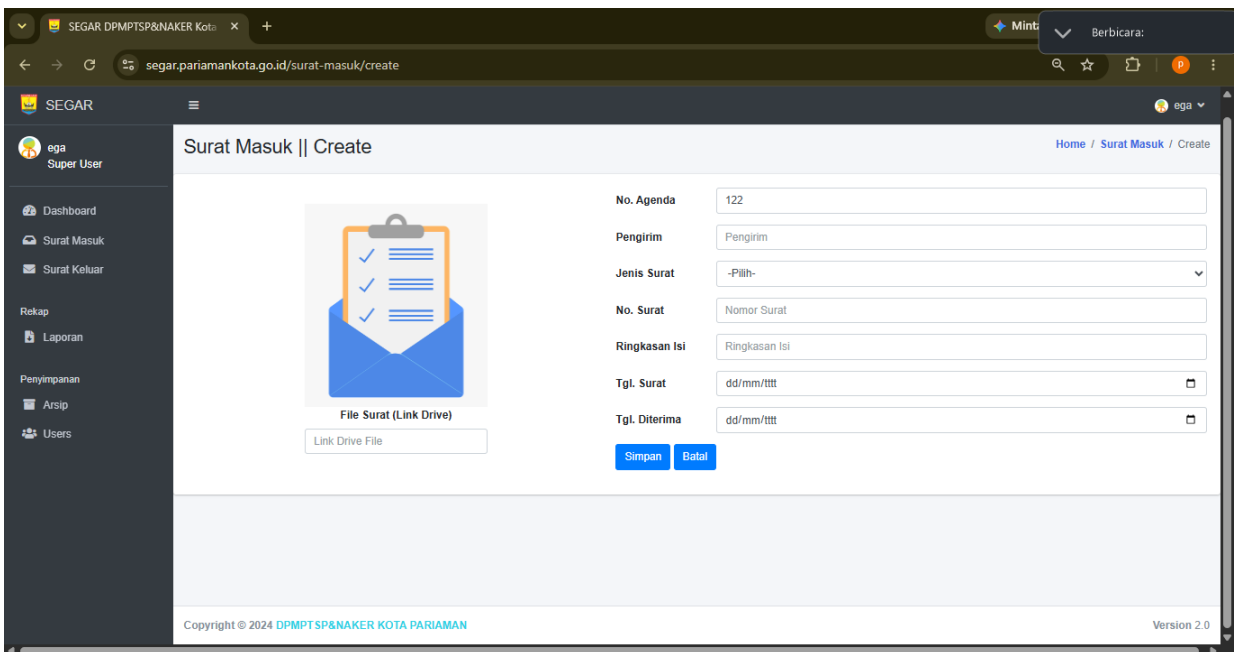 SEGAR DPMPTSP&NAKER Kota
Berbicara:
segar.pariamankota.go.id/surat-masuk/create
P
SEGAR
ega
ega
Super User
Surat Masuk || Create
Home / Surat Masuk / Create
Dashboard
Surat Masuk
Surat Keluar
Rekap
Laporan
Penyimpanan
Arsip
Users
File Surat (Link Drive)
Link Drive File
No. Agenda 122
Pengirim Pengirim
Jenis Surat -Pilih-
No. Surat Nomor Surat
Ringkasan Isi Ringkasan Isi
Tgl. Surat dd/mm/tttt
Tgl. Diterima dd/mm/tttt
Simpan Batal
Copyright © 2024 DPMPTSP&NAKER KOTA PARIAMAN
Version 2.0